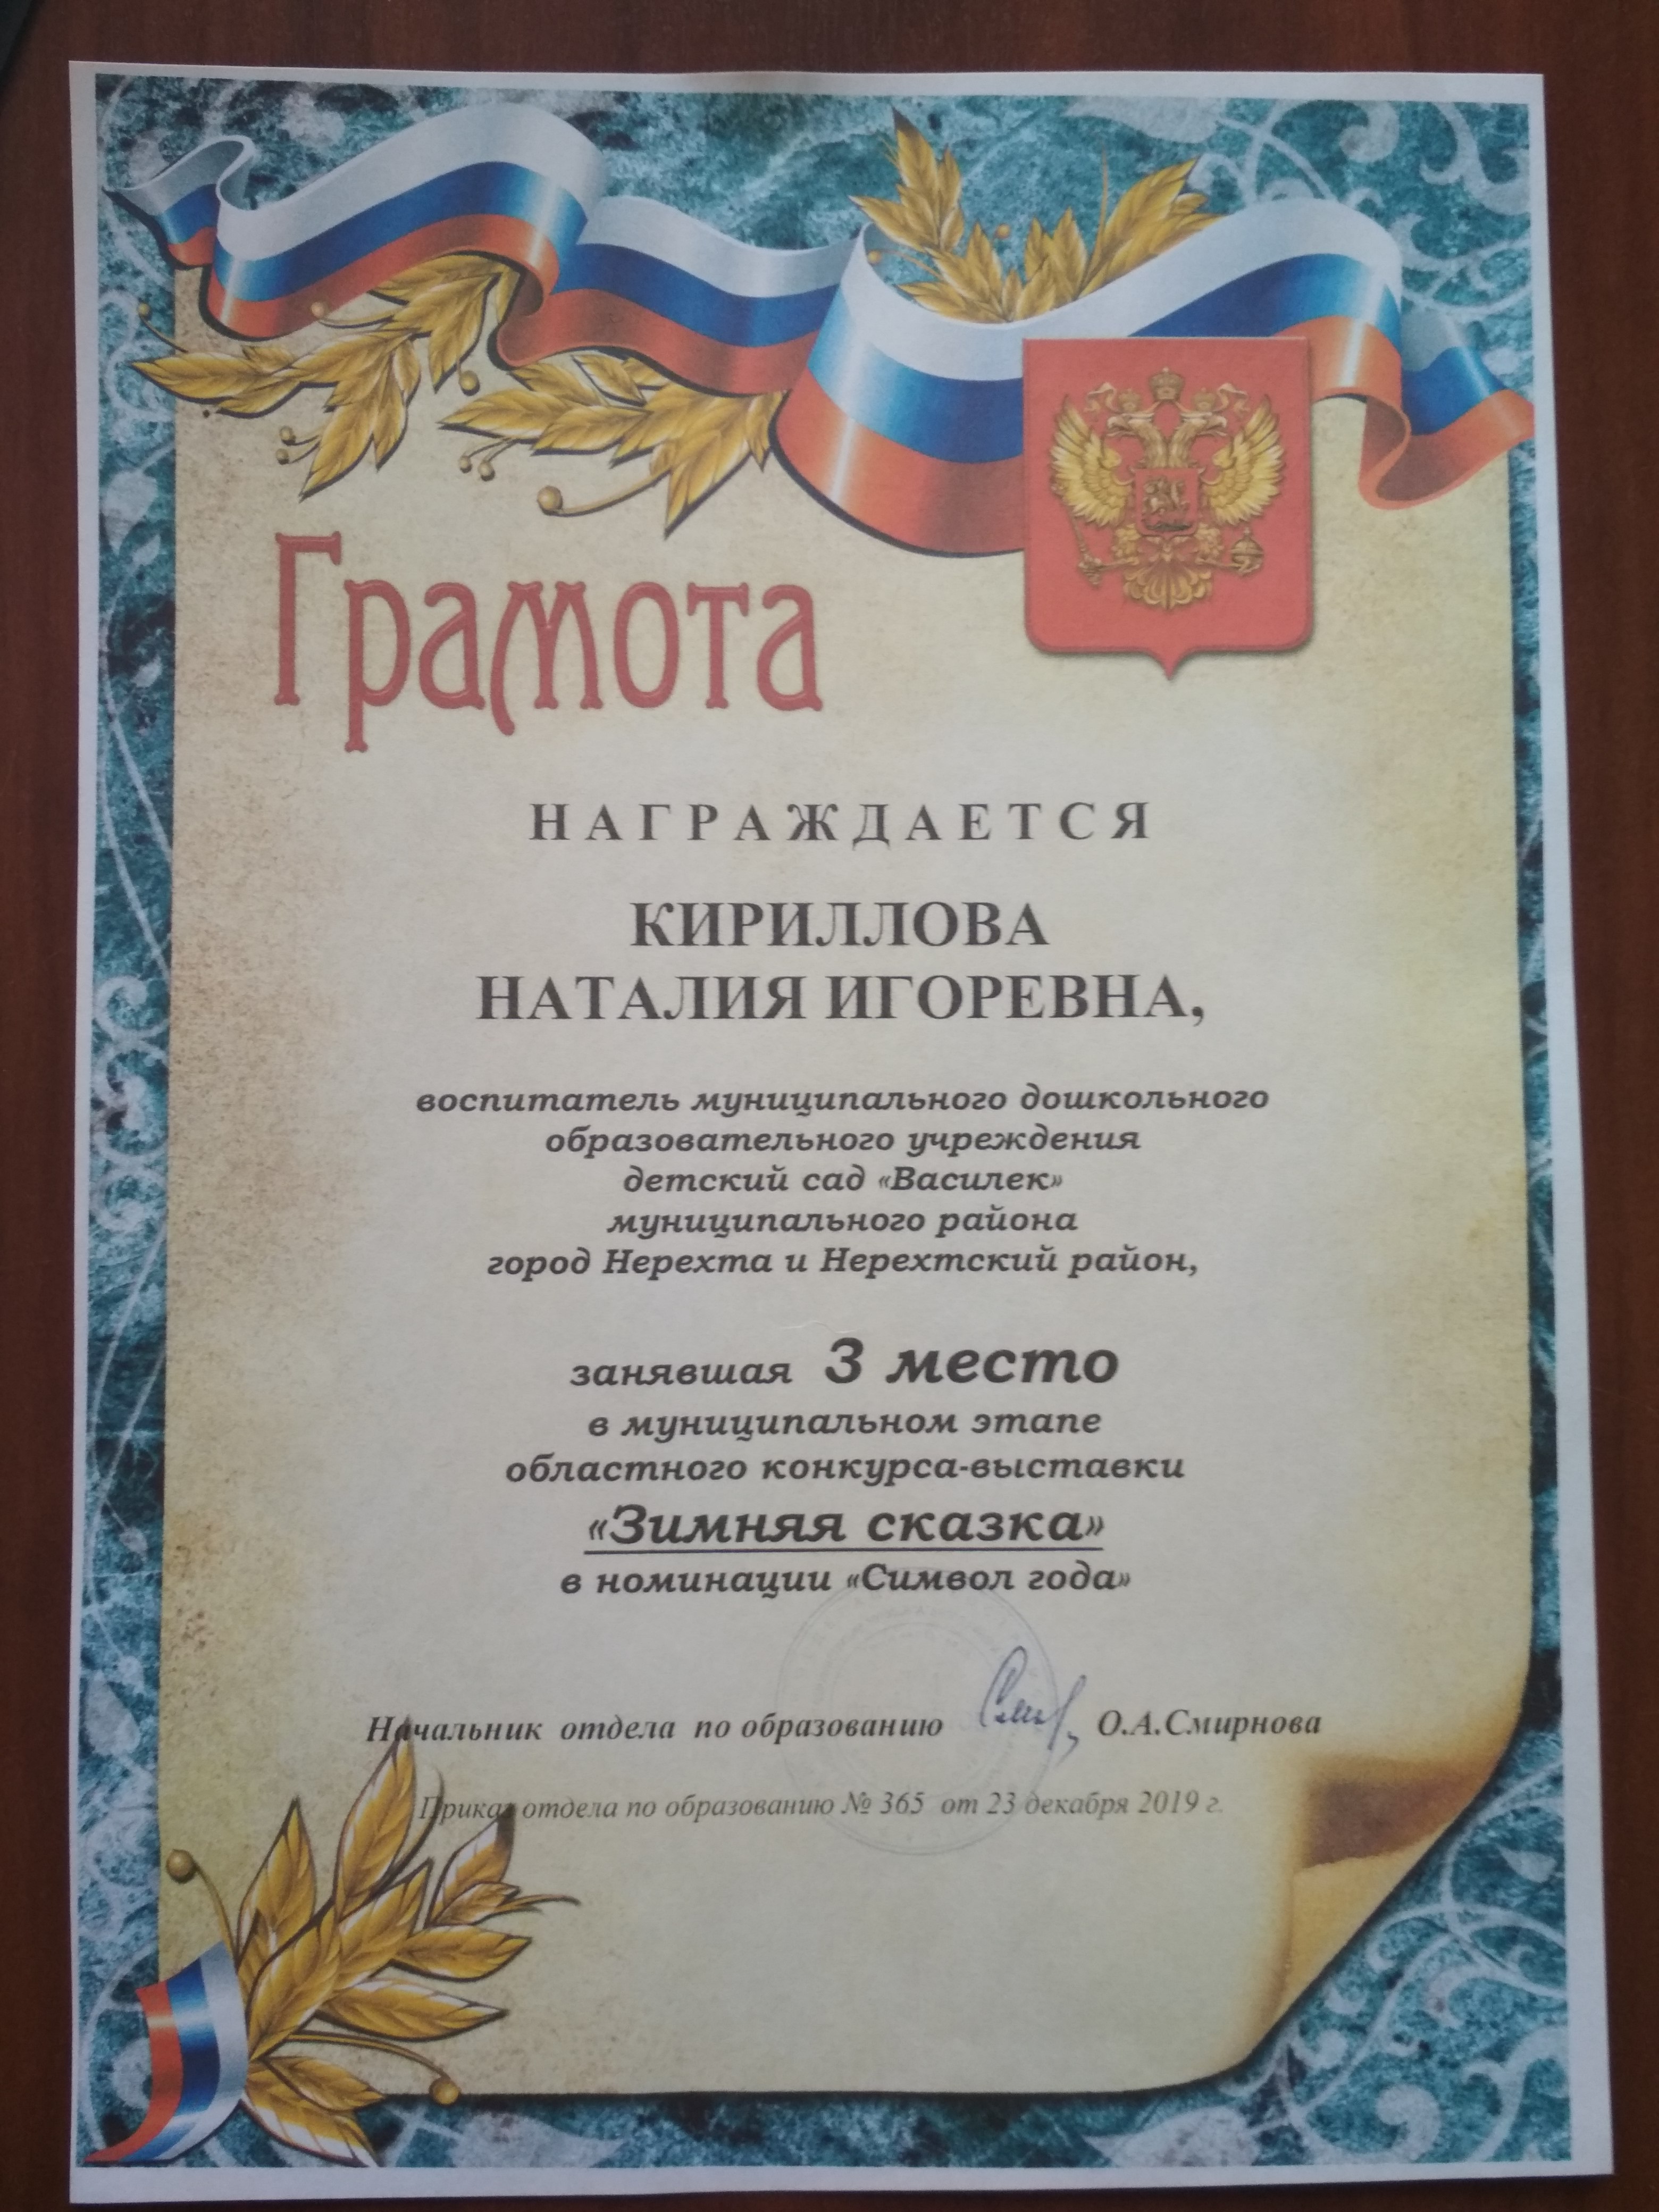 Грамота
НАГРАЖДАЕТСЯ
КИРИЛЛОВА
НАТАЛИЯ ИГОРЕВНА,
воспитатель муниципального дошкольного
образовательного учреждения
детский сад «Василек»
муниципального района
город Нерехта и Нерехтский район,
занявшая 3 место
в муниципальном этапе
областного конкурса-выставки
«Зимняя сказка»
в номинации «Символ года»
Начальник отдела по образованию О.А.Смирнова
Приказ отдела по образованию № 365 от 23 декабря 2019 г.